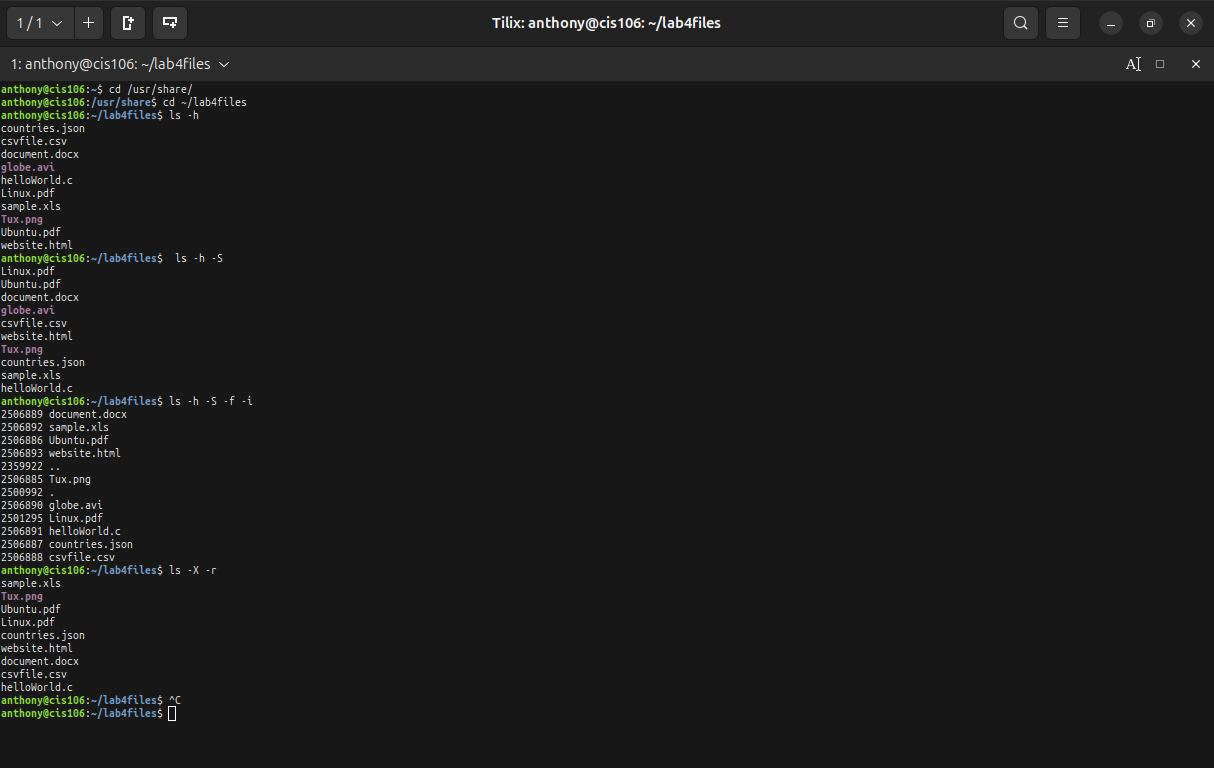 1 / 1
Tilix: anthony@cis106: ~/lab4files
1: anthony@cis106: ~/lab4files
anthony@cis106:~$ cd /usr/share/
anthony@cis106:/usr/share$ cd ~/lab4files
anthony@cis106:~/lab4files$ ls -h
countries.json
csvfile.csv
document.docx
globe.avi
helloWorld.c
Linux.pdf
sample.xls
Tux.png
Ubuntu.pdf
website.html
anthony@cis106:~/lab4files$  ls -h -S
Linux.pdf
Ubuntu.pdf
document.docx
globe.avi
csvfile.csv
website.html
Tux.png
countries.json
sample.xls
helloWorld.c
anthony@cis106:~/lab4files$ ls -h -S -f -i
2506889 document.docx
2506892 sample.xls
2506886 Ubuntu.pdf
2506893 website.html
2359922 ..
2506885 Tux.png
2500992 .
2506890 globe.avi
2501295 Linux.pdf
2506891 helloWorld.c
2506887 countries.json
2506888 csvfile.csv
anthony@cis106:~/lab4files$ ls -X -r
sample.xls
Tux.png
Ubuntu.pdf
Linux.pdf
countries.json
website.html
document.docx
csvfile.csv
helloWorld.c
anthony@cis106:~/lab4files$ ^C
anthony@cis106:~/lab4files$